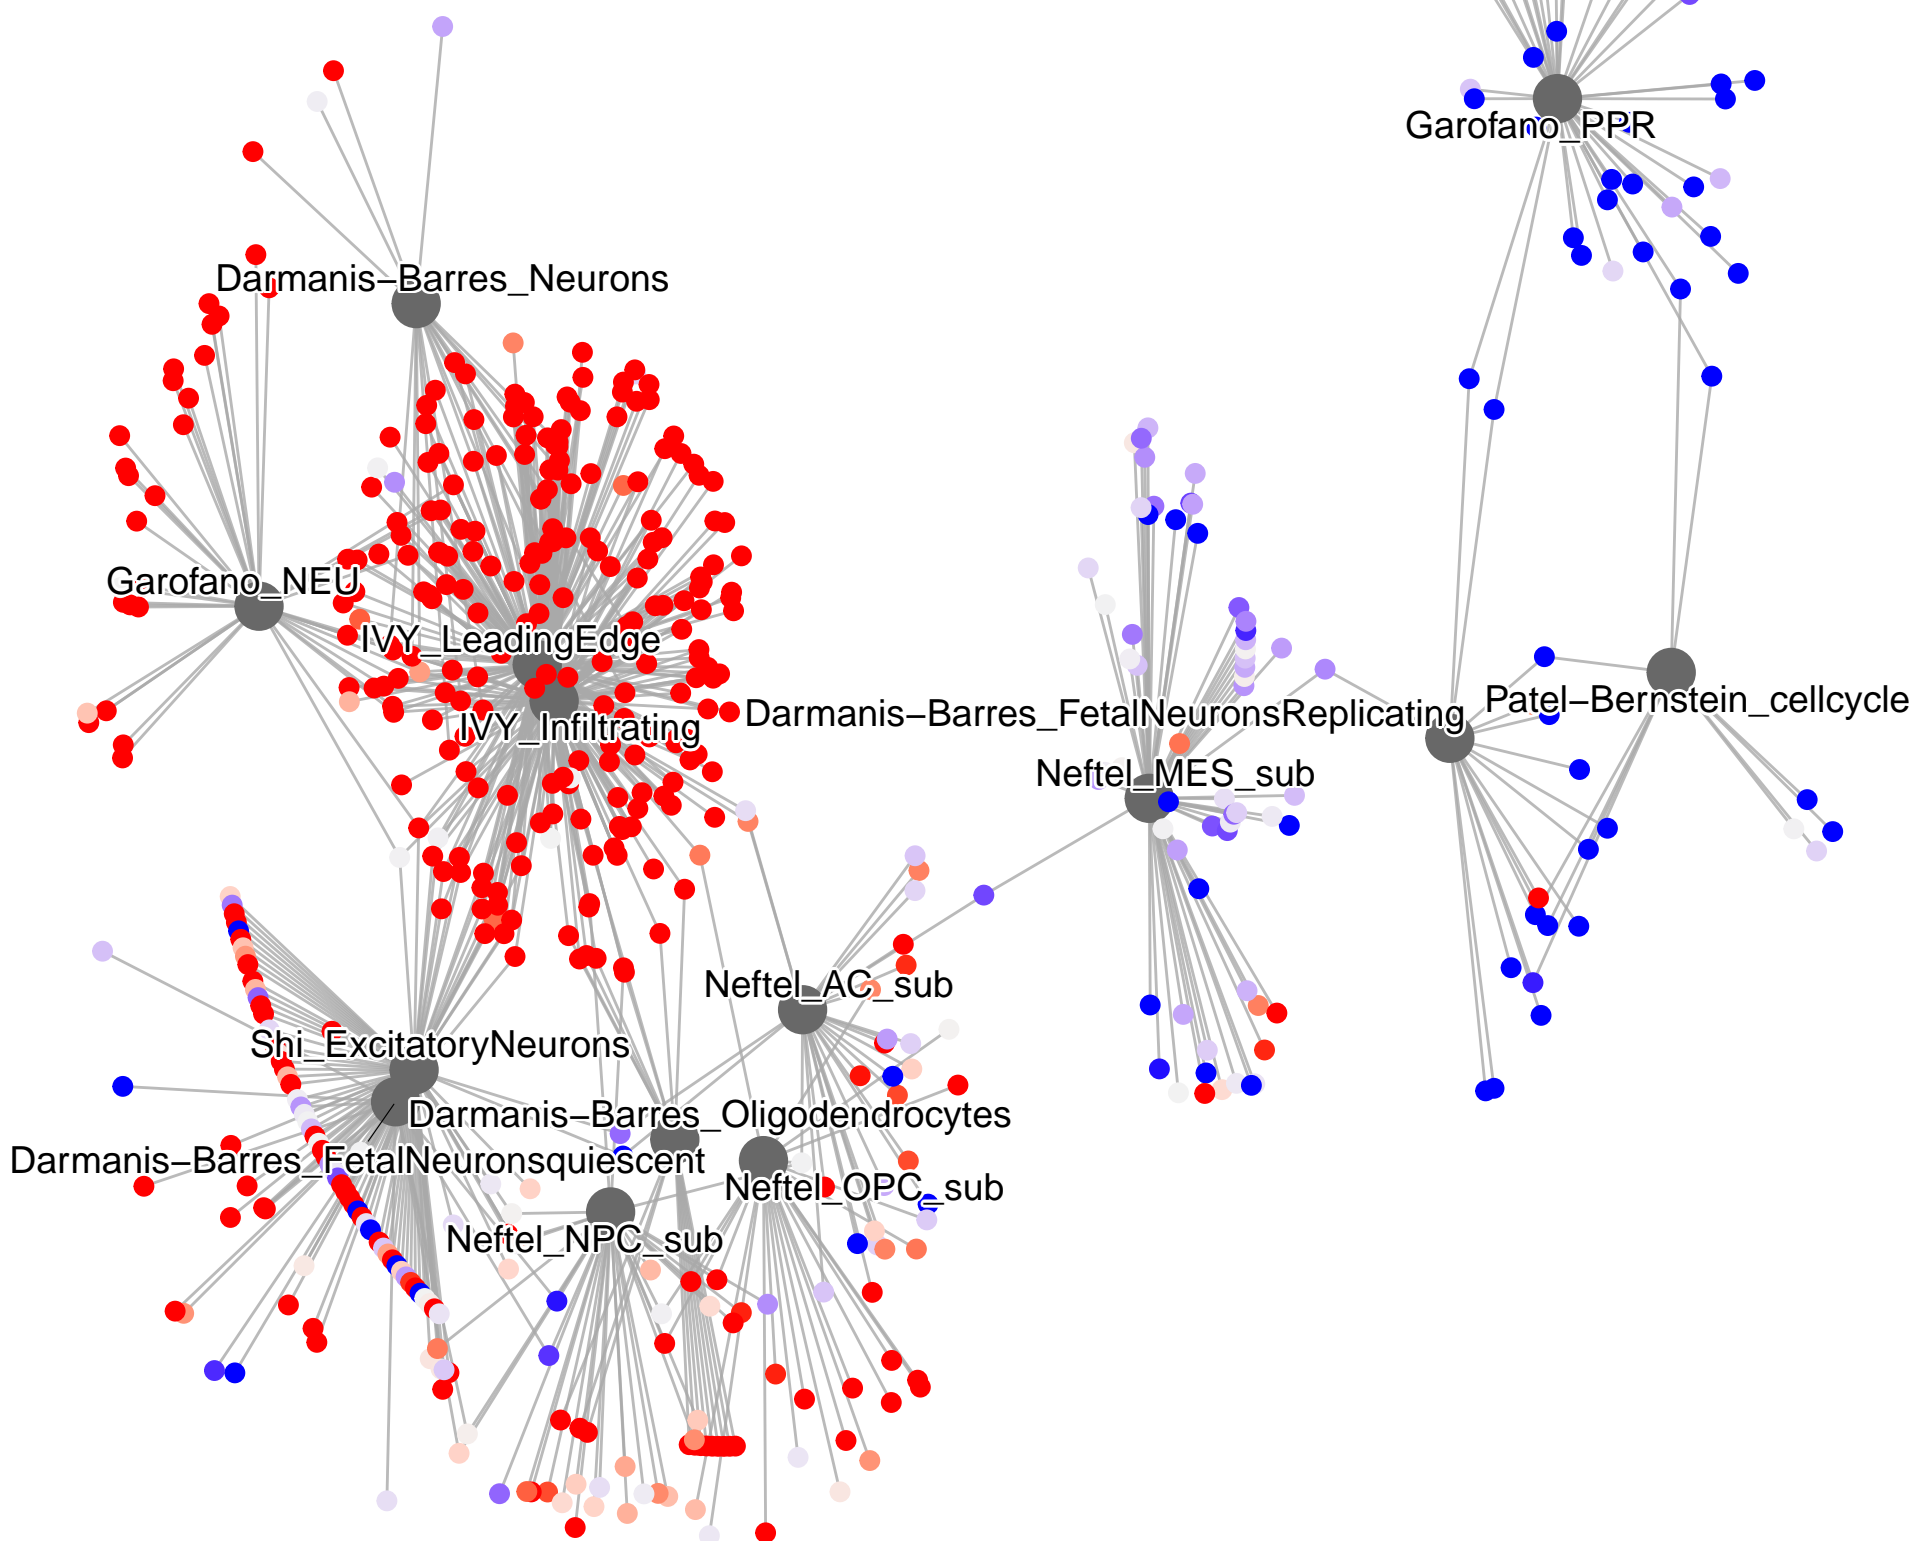 Garofano_PPR
Darmanis−Barres_Neurons
Garofano_NEU
IVY_LeadingEdge
IVY_Infiltrating
Darmanis−Barres_FetalNeuronsReplicating
Patel−Bernstein_cellcycle
Neftel_MES_sub
Neftel_AC_sub
Shi_ExcitatoryNeurons
Darmanis−Barres_Oligodendrocytes
Darmanis−Barres_FetalNeuronsquiescent
Neftel_OPC_sub
Neftel_NPC_sub